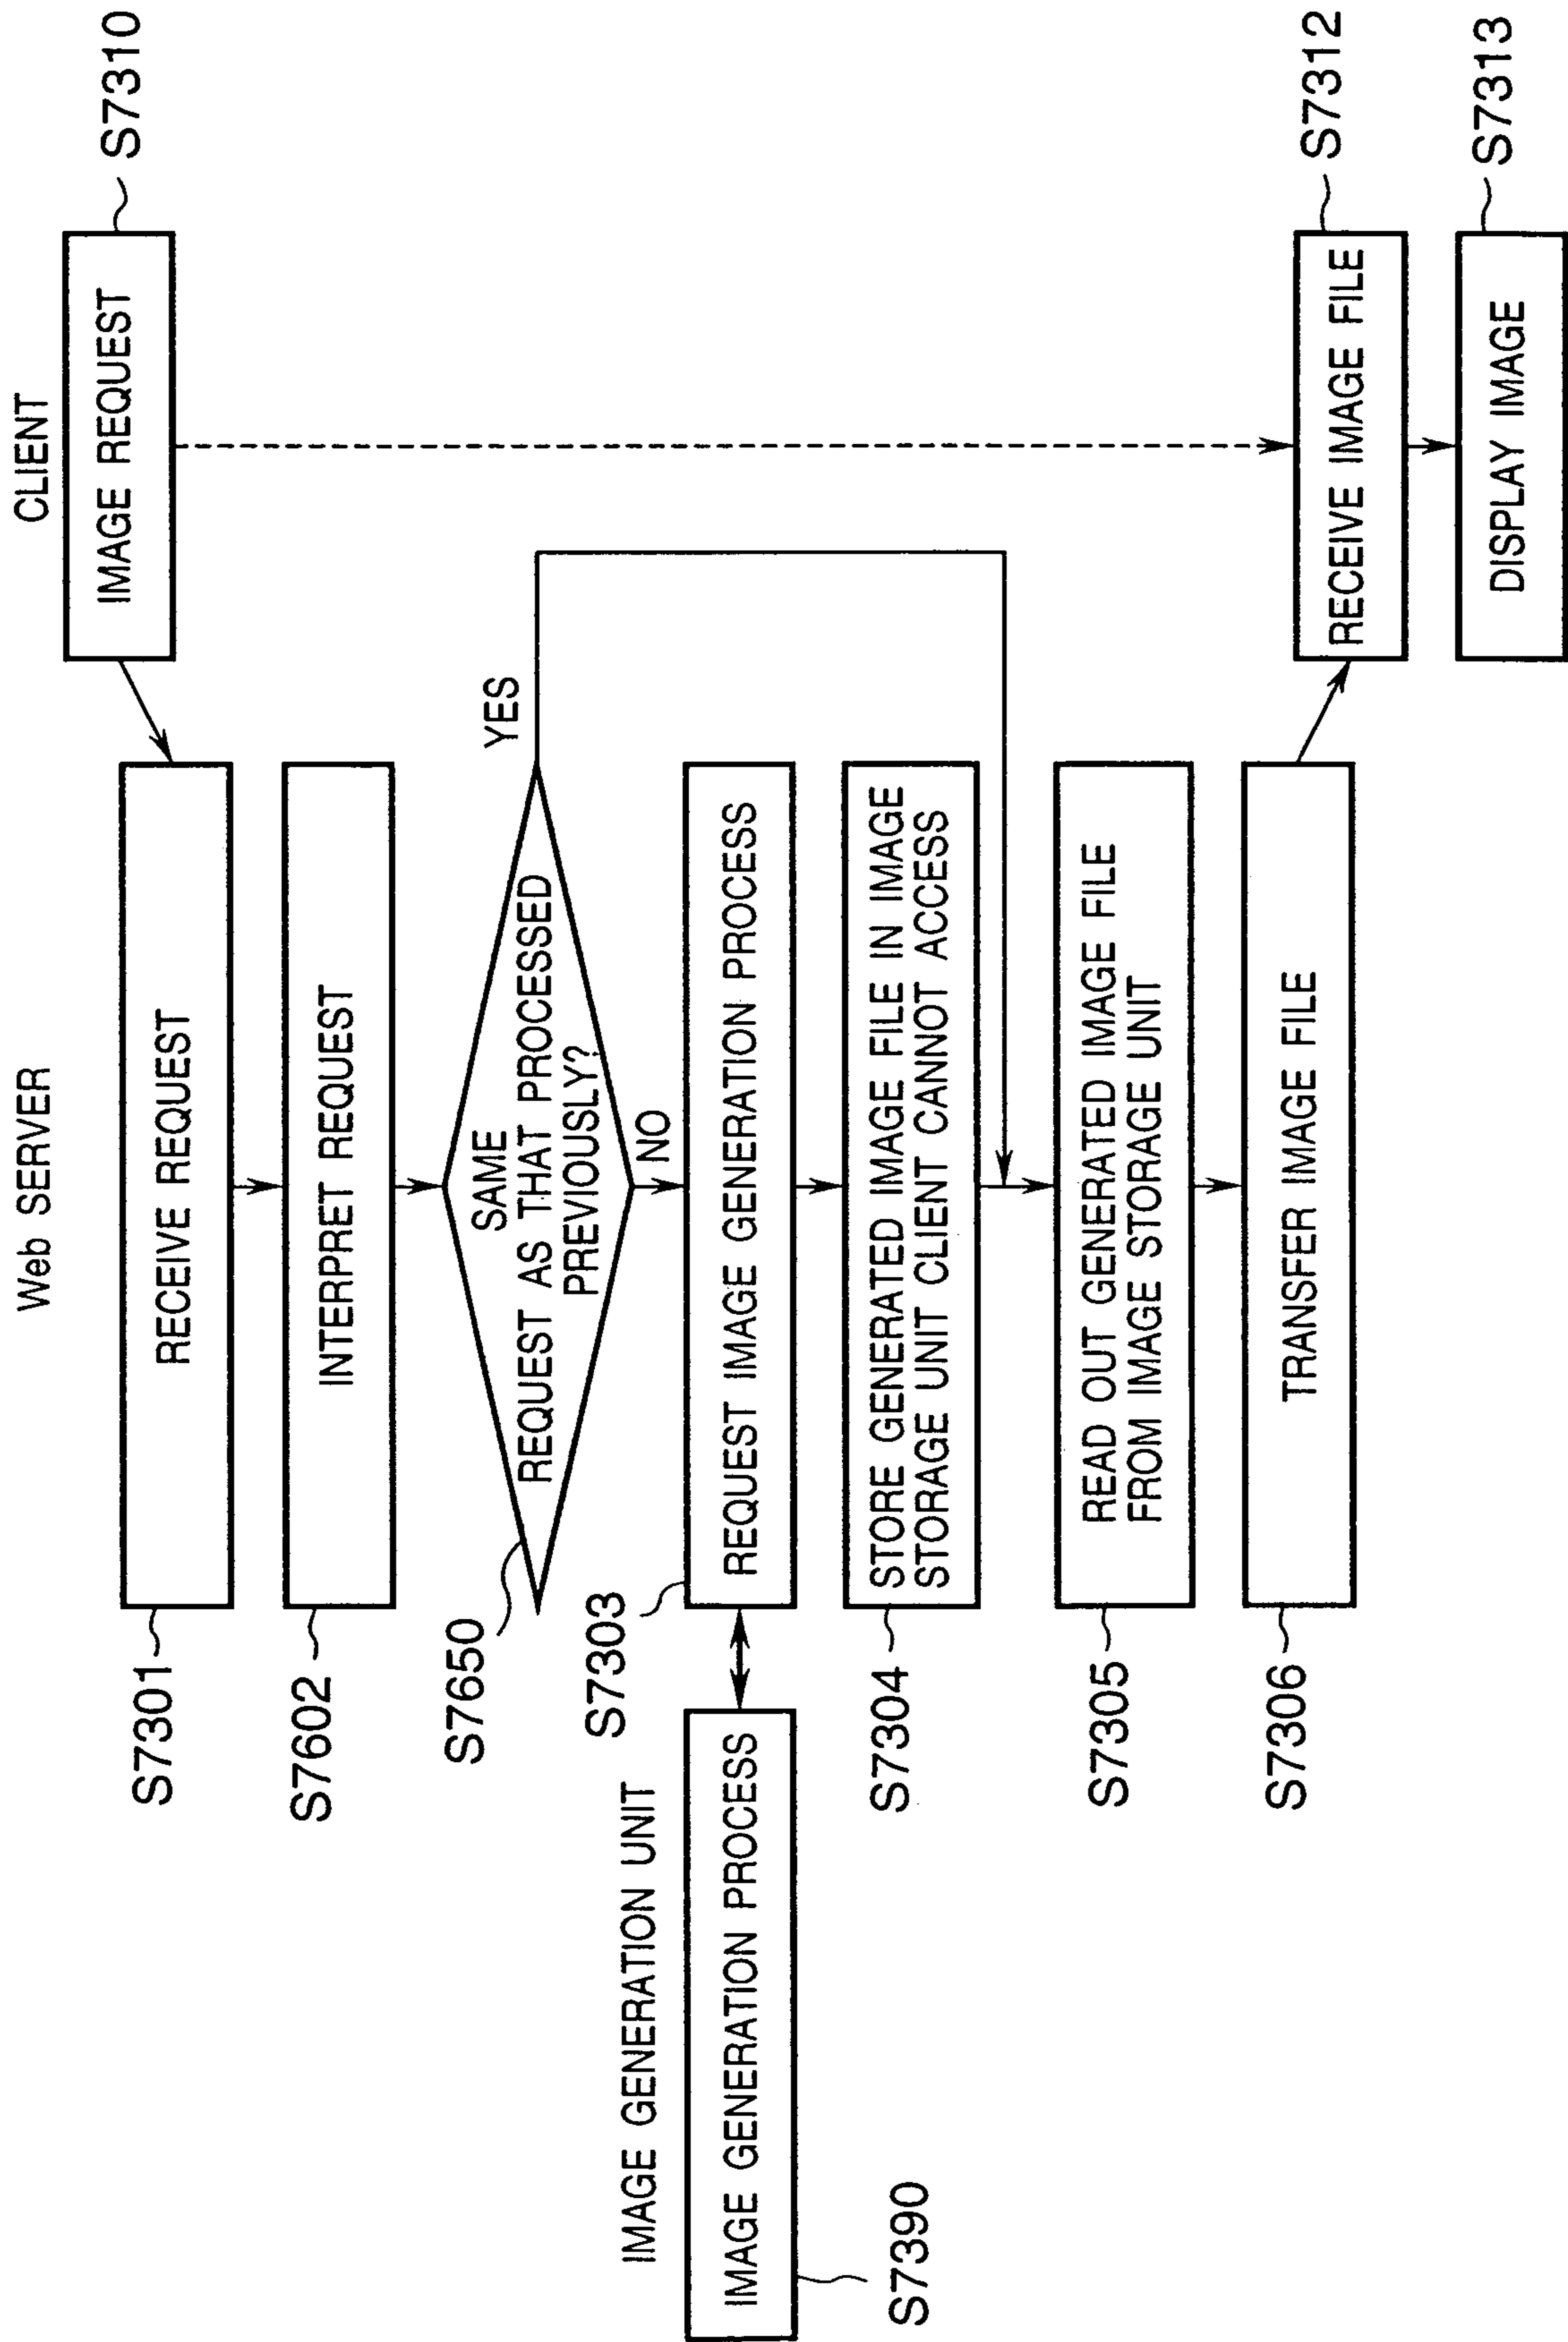 Web SERVER
CLIENT
IMAGE REQUEST
S7310
S7301
RECEIVE REQUEST
S7602
INTERPRET REQUEST
S7650
SAME
REQUEST AS THAT PROCESSED
PREVIOUSLY?
YES
NO
IMAGE GENERATION UNIT
S7303
IMAGE GENERATION PROCESS
S7390
REQUEST IMAGE GENERATION PROCESS
S7304
STORE GENERATED IMAGE FILE IN IMAGE
STORAGE UNIT CLIENT CANNOT ACCESS
S7305
READ OUT GENERATED IMAGE FILE
FROM IMAGE STORAGE UNIT
S7306
TRANSFER IMAGE FILE
RECEIVE IMAGE FILE
S7312
DISPLAY IMAGE
S7313